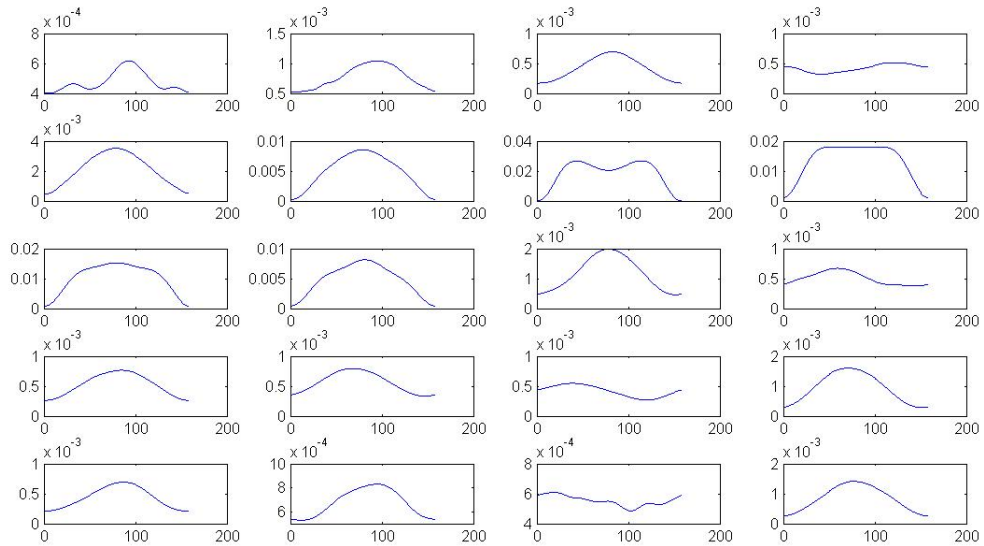 x 10^-4 x 10^-3 x 10^-3 x 10^-3
8 1.5 1 1
6 1 0.5 0.5
4 0.5 0 0
0 100 200 0 100 200 0 100 200 0 100 200
x 10^-3
4 0.01 0.04 0.02
2 0.005 0.02 0.01
0 0 0 0
0 100 200 0 100 200 0 100 200 0 100 200
x 10^-3 x 10^-3
0.02 0.01 2 1
0.01 0.005 1 0.5
0 0 0 0
0 100 200 0 100 200 0 100 200 0 100 200
x 10^-3 x 10^-3 x 10^-3 x 10^-3
1 1 1 2
0.5 0.5 0.5 1
0 0 0 0
0 100 200 0 100 200 0 100 200 0 100 200
x 10^-3 x 10^-4 x 10^-4 x 10^-3
1 10 8 2
0.5 8 6 1
0 6 4 0
0 100 200 0 100 200 0 100 200 0 100 200